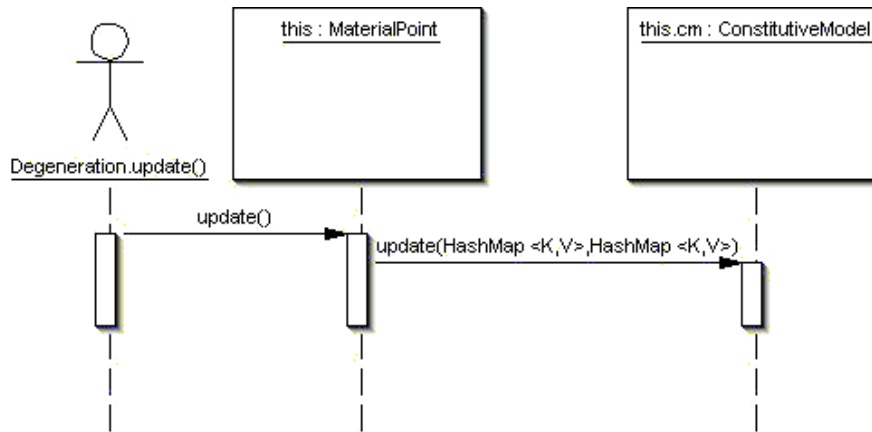 this : MaterialPoint
this.cm : ConstitutiveModel
Degeneration.update()
update()
update(HashMap <K,V>,HashMap <K,V>)